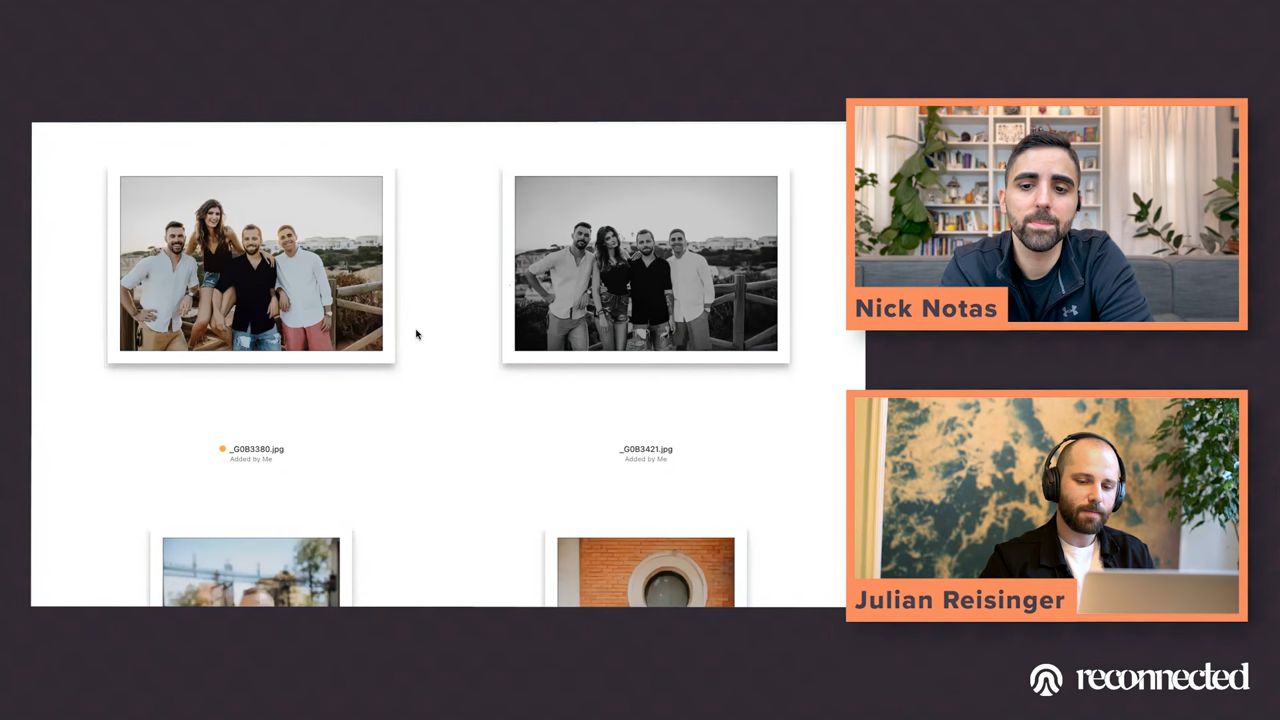 _G0B3380.jpg
Added by Me
_G0B3421.jpg
Added by Me
Nick Notas
Julian Reisinger
reconnected